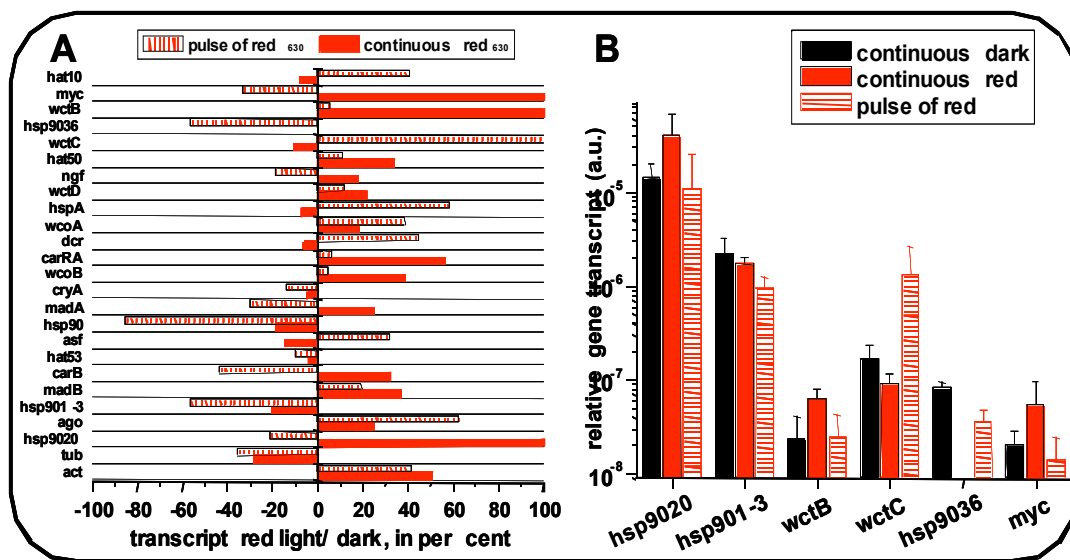 A
pulse of red 630 continuous red 630
hat10
myc
wctB
hsp9036
wctC
hat50
ngf
wctD
hspA
wcoA
dcr
carRA
wcoB
cryA
madA
hsp90
asf
hat53
carB
madB
hsp901 -3
ago
hsp9020
tub
act
-100 -80 -60 -40 -20 0 20 40 60 80 100
transcript red light/ dark, in per cent
B
continuous dark
continuous red
pulse of red
relative gene transcript (a.u.)
10-5
10-6
10-7
10-8
hsp9020 hsp901 -3 wctB wctC hsp9036 myc